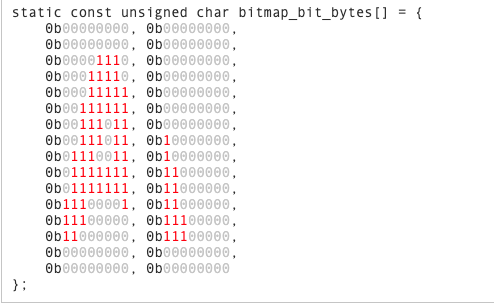 static const unsigned char bitmap_bit_bytes[] = {
0b00000000, 0b00000000,
0b00000000, 0b00000000,
0b00001110, 0b00000000,
0b00011110, 0b00000000,
0b00011111, 0b00000000,
0b00111111, 0b00000000,
0b00111011, 0b00000000,
0b00111011, 0b10000000,
0b01110011, 0b10000000,
0b01111111, 0b11000000,
0b01111111, 0b11000000,
0b11100001, 0b11000000,
0b11100000, 0b11100000,
0b11000000, 0b11100000,
0b00000000, 0b00000000,
0b00000000, 0b00000000
};